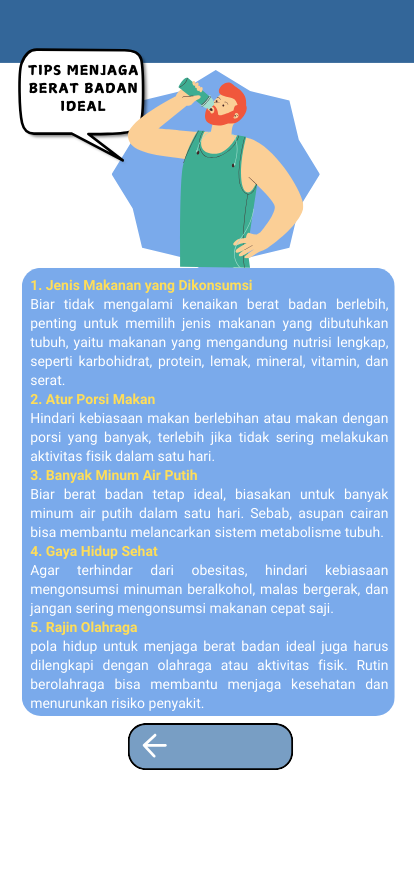 TIPS MENJAGA
BERAT BADAN
IDEAL
1. Jenis Makanan yang Dikonsumsi
Biar tidak mengalami kenaikan berat badan berlebih,
penting untuk memilih jenis makanan yang dibutuhkan
tubuh, yaitu makanan yang mengandung nutrisi lengkap,
seperti karbohidrat, protein, lemak, mineral, vitamin, dan
serat.
2. Atur Porsi Makan
Hindari kebiasaan makan berlebihan atau makan dengan
porsi yang banyak, terlebih jika tidak sering melakukan
aktivitas fisik dalam satu hari.
3. Banyak Minum Air Putih
Biar berat badan tetap ideal, biasakan untuk banyak
minum air putih dalam satu hari. Sebab, asupan cairan
bisa membantu melancarkan sistem metabolisme tubuh.
4. Gaya Hidup Sehat
Agar terhindar dari obesitas, hindari kebiasaan
mengonsumsi minuman beralkohol, malas bergerak, dan
jangan sering mengonsumsi makanan cepat saji.
5. Rajin Olahraga
pola hidup untuk menjaga berat badan ideal juga harus
dilengkapi dengan olahraga atau aktivitas fisik. Rutin
berolahraga bisa membantu menjaga kesehatan dan
menurunkan risiko penyakit.